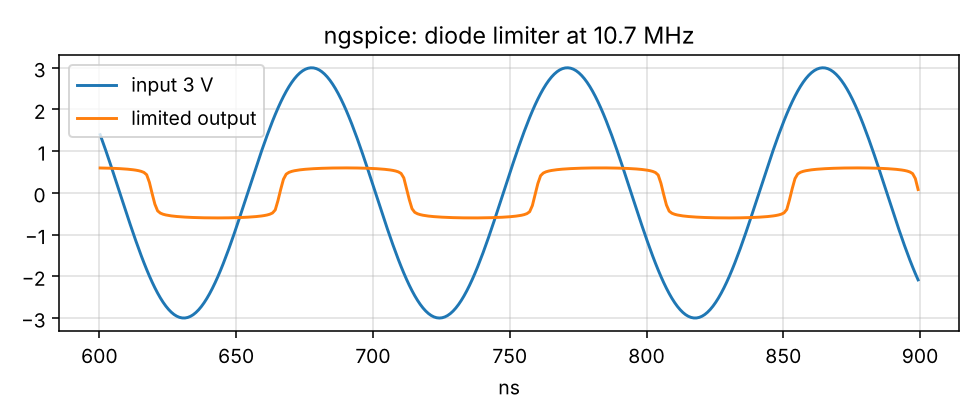 ngspice: diode limiter at 10.7 MHz
input 3 V
limited output
3
2
1
0
−1
−2
−3
600 650 700 750 800 850 900
ns